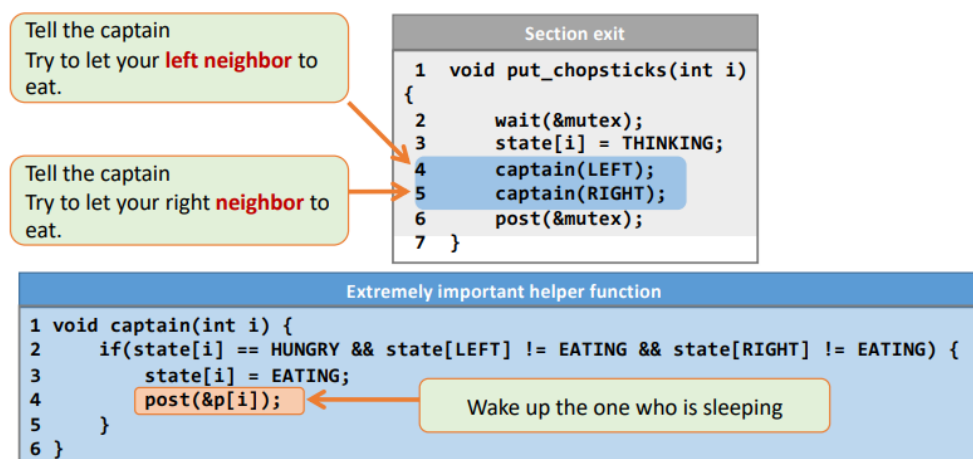 Tell the captain
Try to let your left neighbor to
eat.
Tell the captain
Try to let your right neighbor to
eat.
Section exit
1 void put_chopsticks(int i)
{
2 wait(&mutex);
3 state[i] = THINKING;
4 captain(LEFT);
5 captain(RIGHT);
6 post(&mutex);
7 }
Extremely important helper function
1 void captain(int i) {
2 if(state[i] == HUNGRY && state[LEFT] != EATING && state[RIGHT] != EATING) {
3 state[i] = EATING;
4 post(&p[i]);
5 }
6 }
Wake up the one who is sleeping